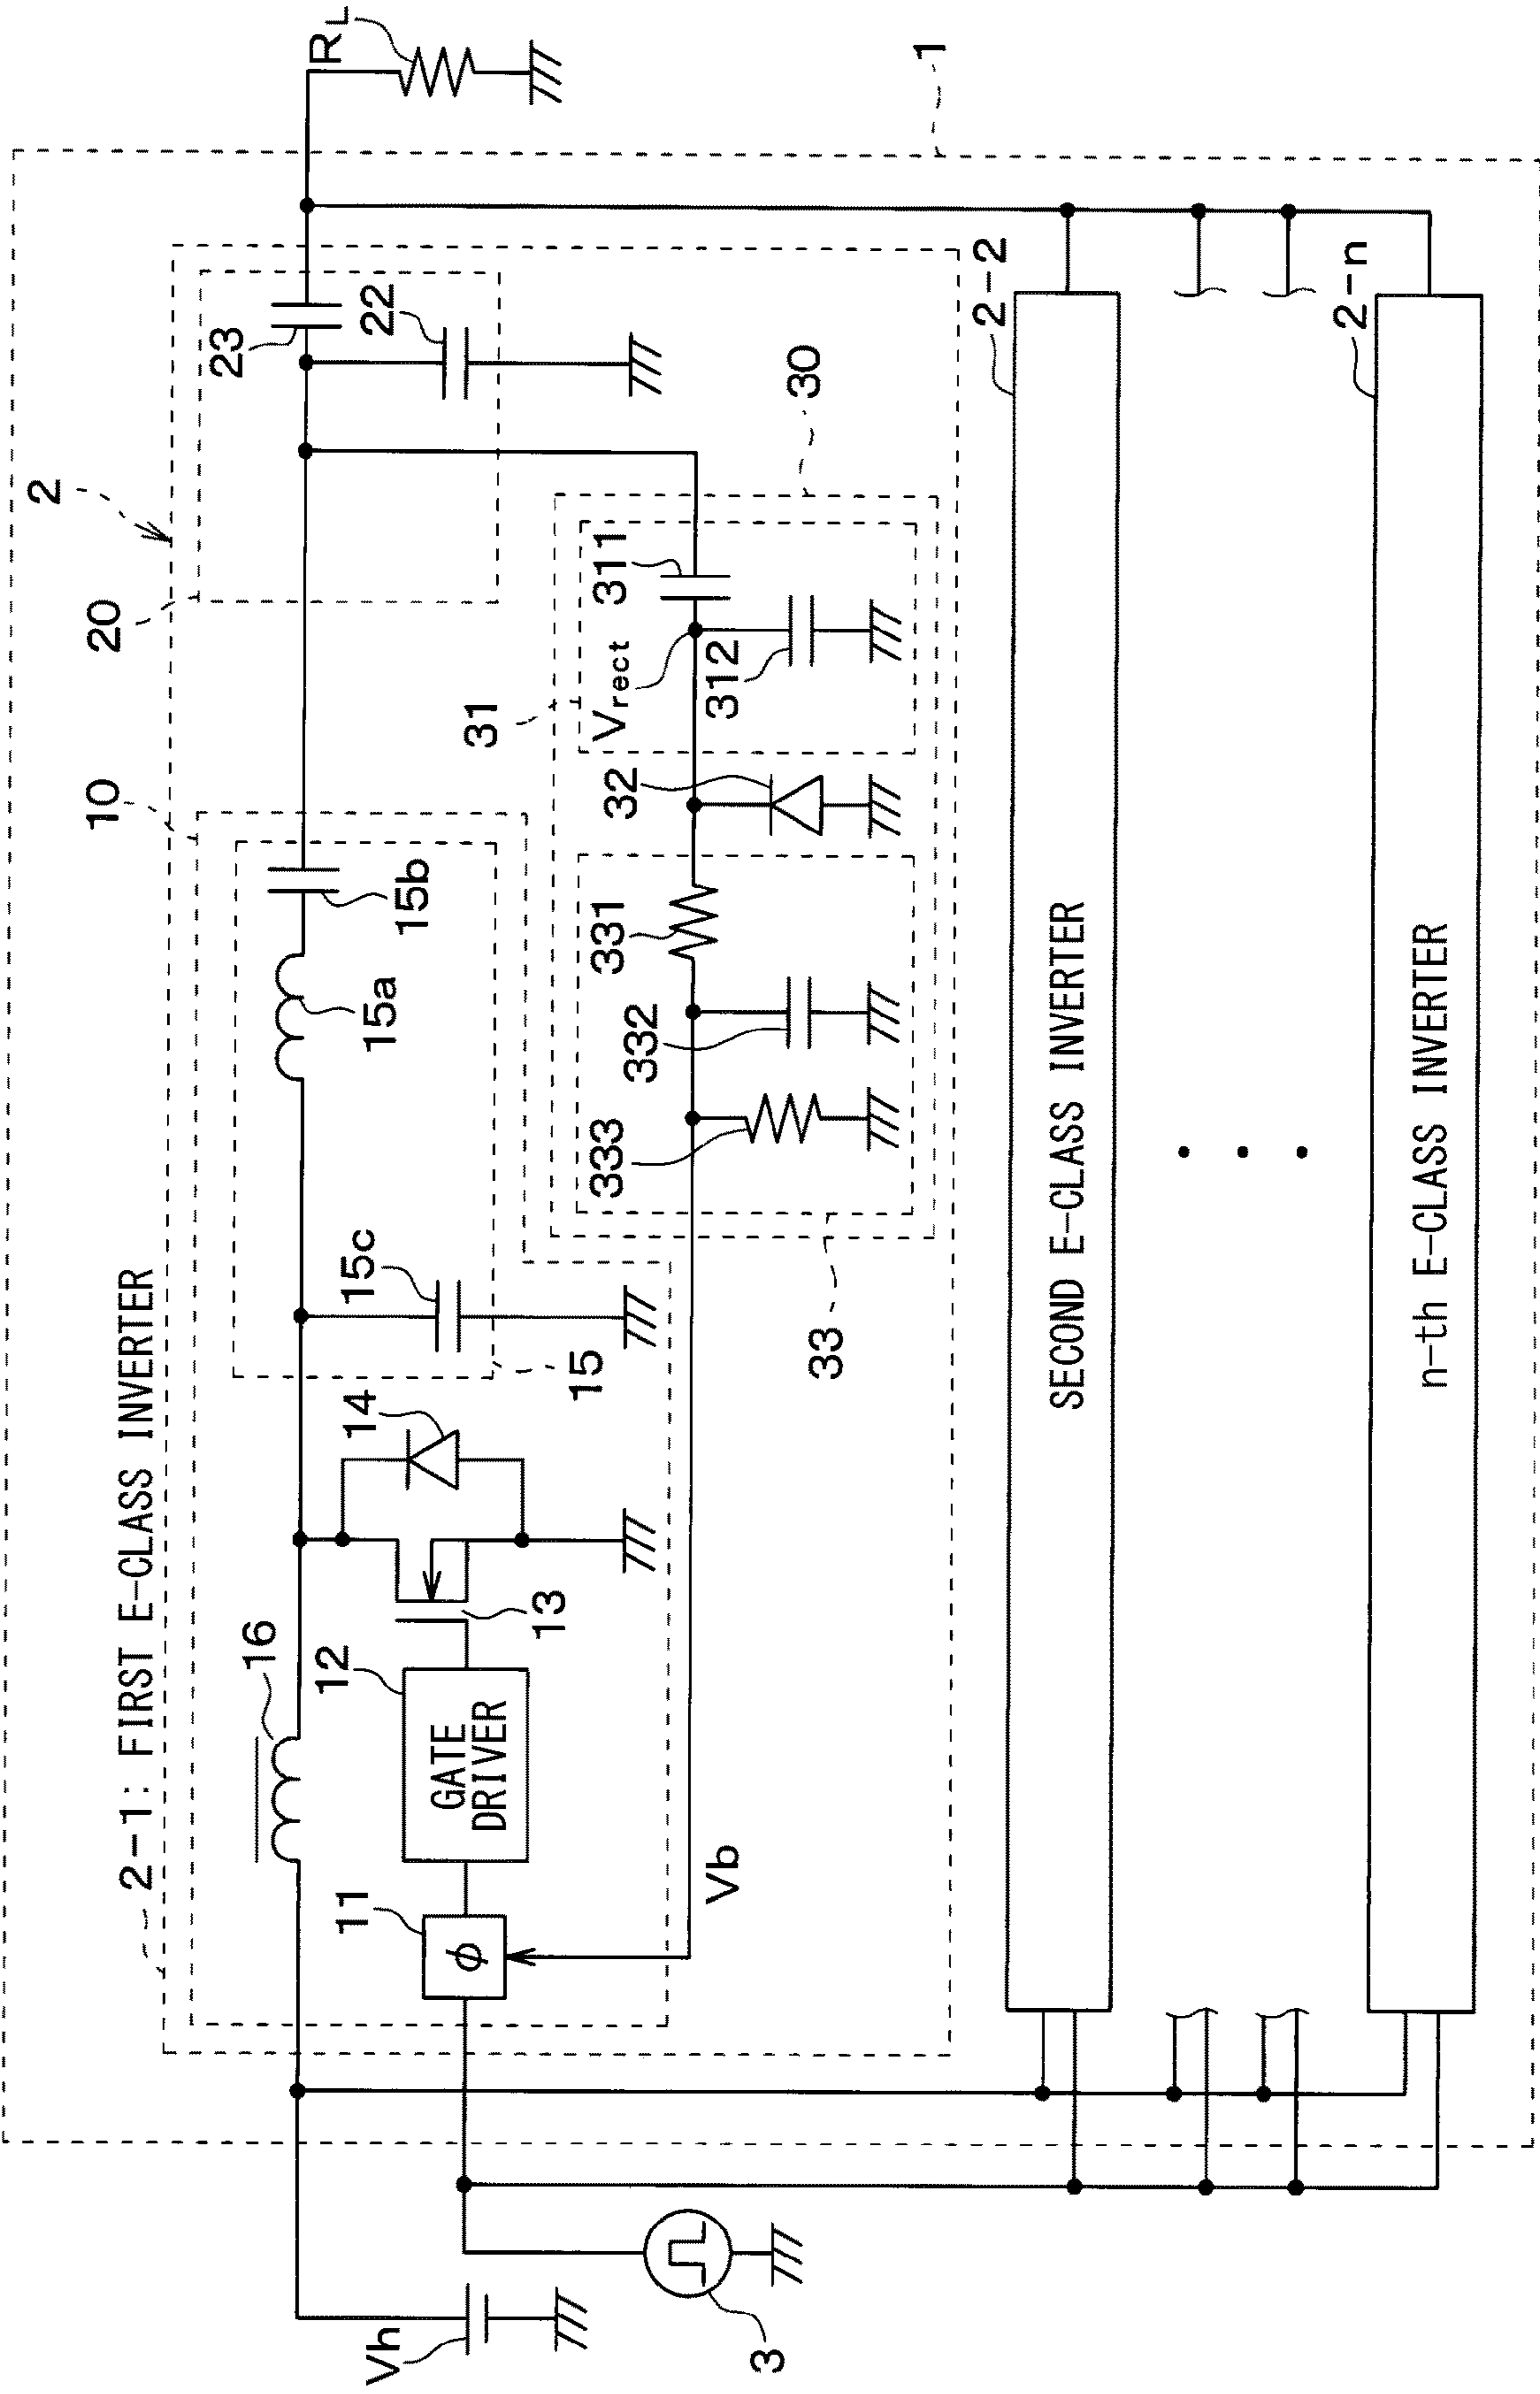 2-1: FIRST E-CLASS INVERTER
10
20
2
1
16
15a
15b
23
22
R_L
11
ϕ
12
GATE
DRIVER
13
14
15c
15
Vh
3
Vb
333
332
331
32
31
V_rect
311
312
30
33
SECOND E-CLASS INVERTER
2-2
n-th E-CLASS INVERTER
2-n